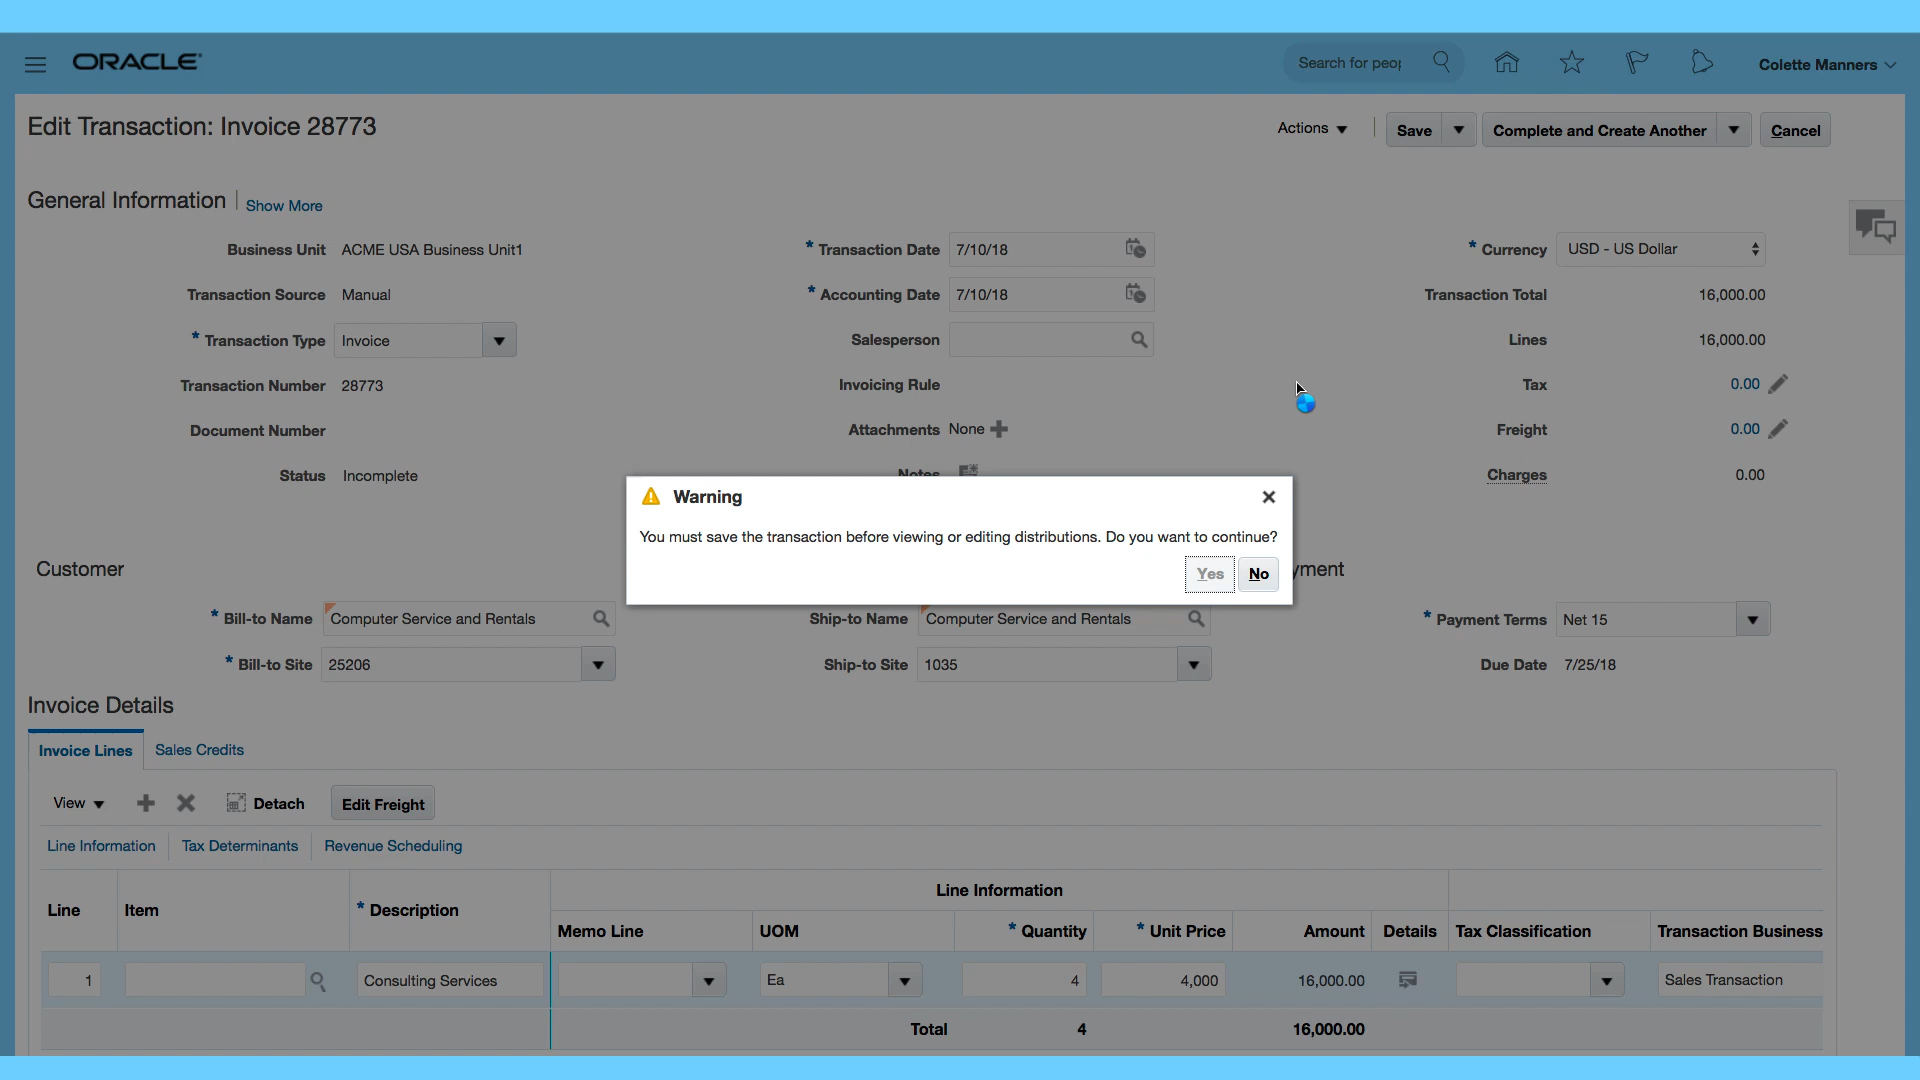 ORACLE
Search for peop
Colette Manners
Edit Transaction: Invoice 28773
Actions
Save
Complete and Create Another
Cancel
General Information
Show More
Business Unit ACME USA Business Unit1
* Transaction Date 7/10/18
* Currency USD - US Dollar
Transaction Source Manual
* Accounting Date 7/10/18
Transaction Total 16,000.00
* Transaction Type Invoice
Salesperson
Lines 16,000.00
Transaction Number 28773
Invoicing Rule
Tax 0.00
Document Number
Attachments None
Freight 0.00
Status Incomplete
Notes
Charges 0.00
Warning
You must save the transaction before viewing or editing distributions. Do you want to continue?
Yes No
Customer
yment
* Bill-to Name Computer Service and Rentals
Ship-to Name Computer Service and Rentals
* Payment Terms Net 15
* Bill-to Site 25206
Ship-to Site 1035
Due Date 7/25/18
Invoice Details
Invoice Lines Sales Credits
View Detach Edit Freight
Line Information Tax Determinants Revenue Scheduling
Line Information
Line Item * Description
Memo Line UOM * Quantity * Unit Price Amount Details Tax Classification Transaction Business
1 Consulting Services Ea 4 4,000 16,000.00 Sales Transaction
Total 4 16,000.00